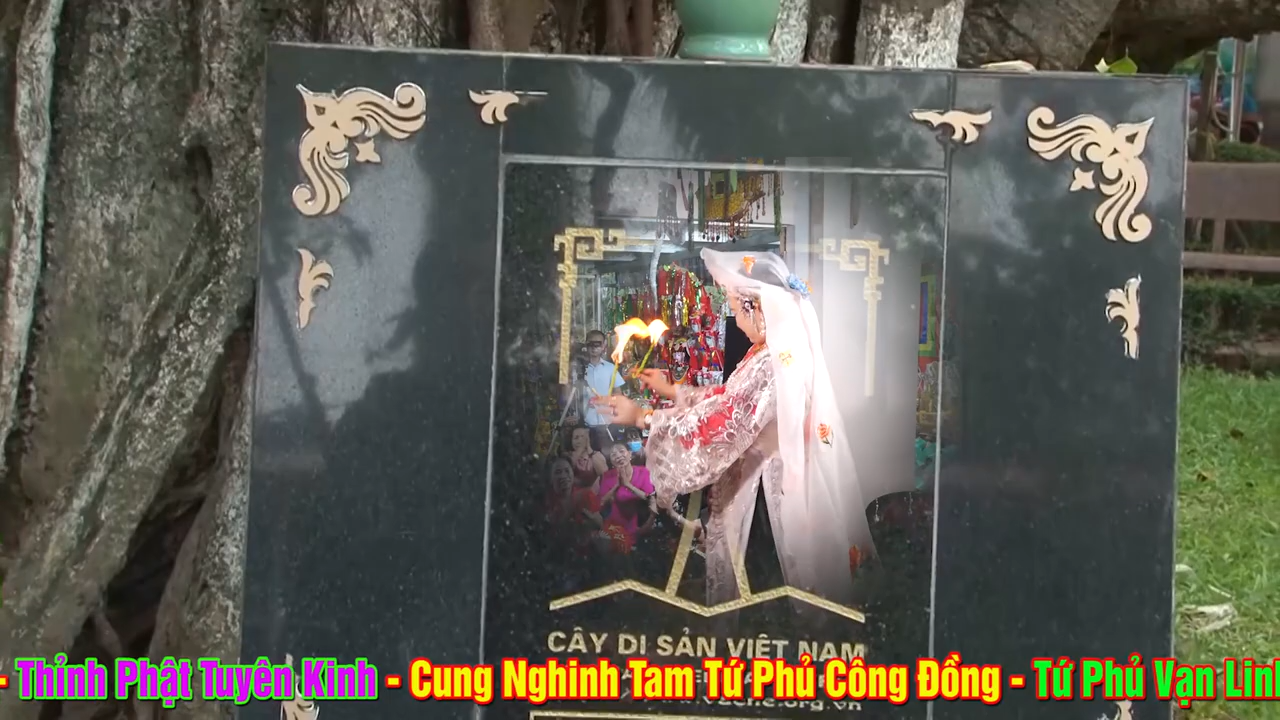 CÂY DI SẢN VIỆT NAM
- Thỉnh Phật Tuyên Kinh - Cung Nghinh Tam Tứ Phủ Công Đồng - Tứ Phủ Vạn